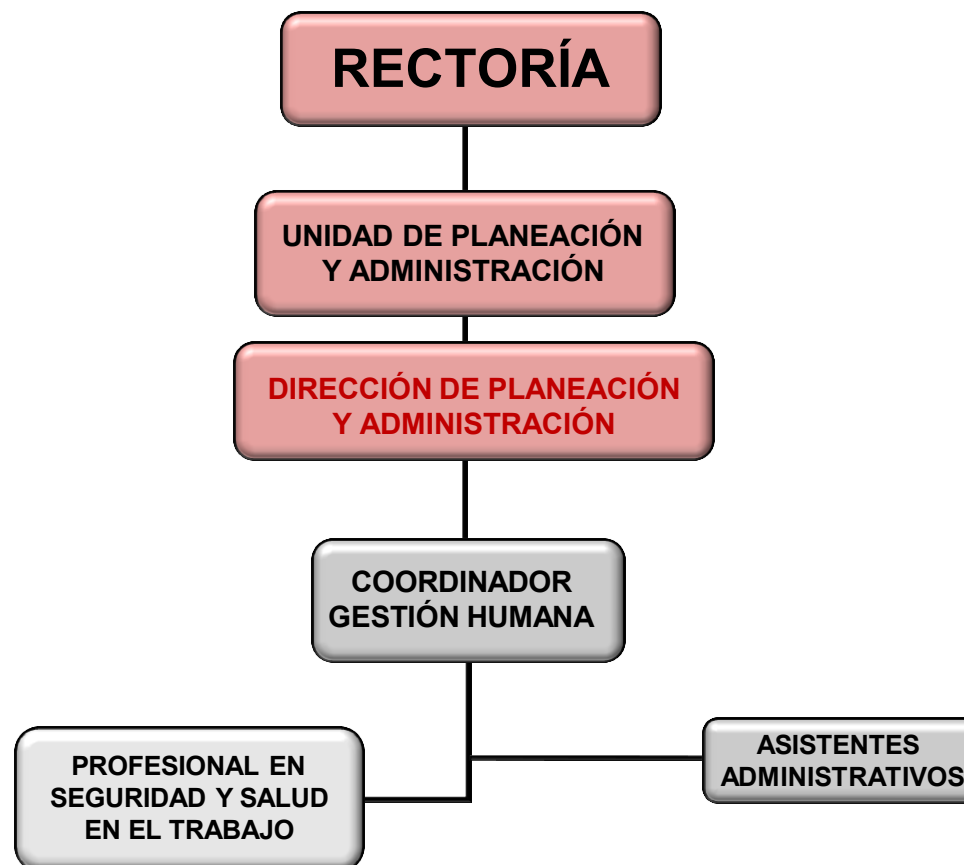 RECTORÍA
UNIDAD DE PLANEACIÓN
Y ADMINISTRACIÓN
DIRECCIÓN DE PLANEACIÓN
Y ADMINISTRACIÓN
COORDINADOR
GESTIÓN HUMANA
PROFESIONAL EN
SEGURIDAD Y SALUD
EN EL TRABAJO
ASISTENTES
ADMINISTRATIVOS